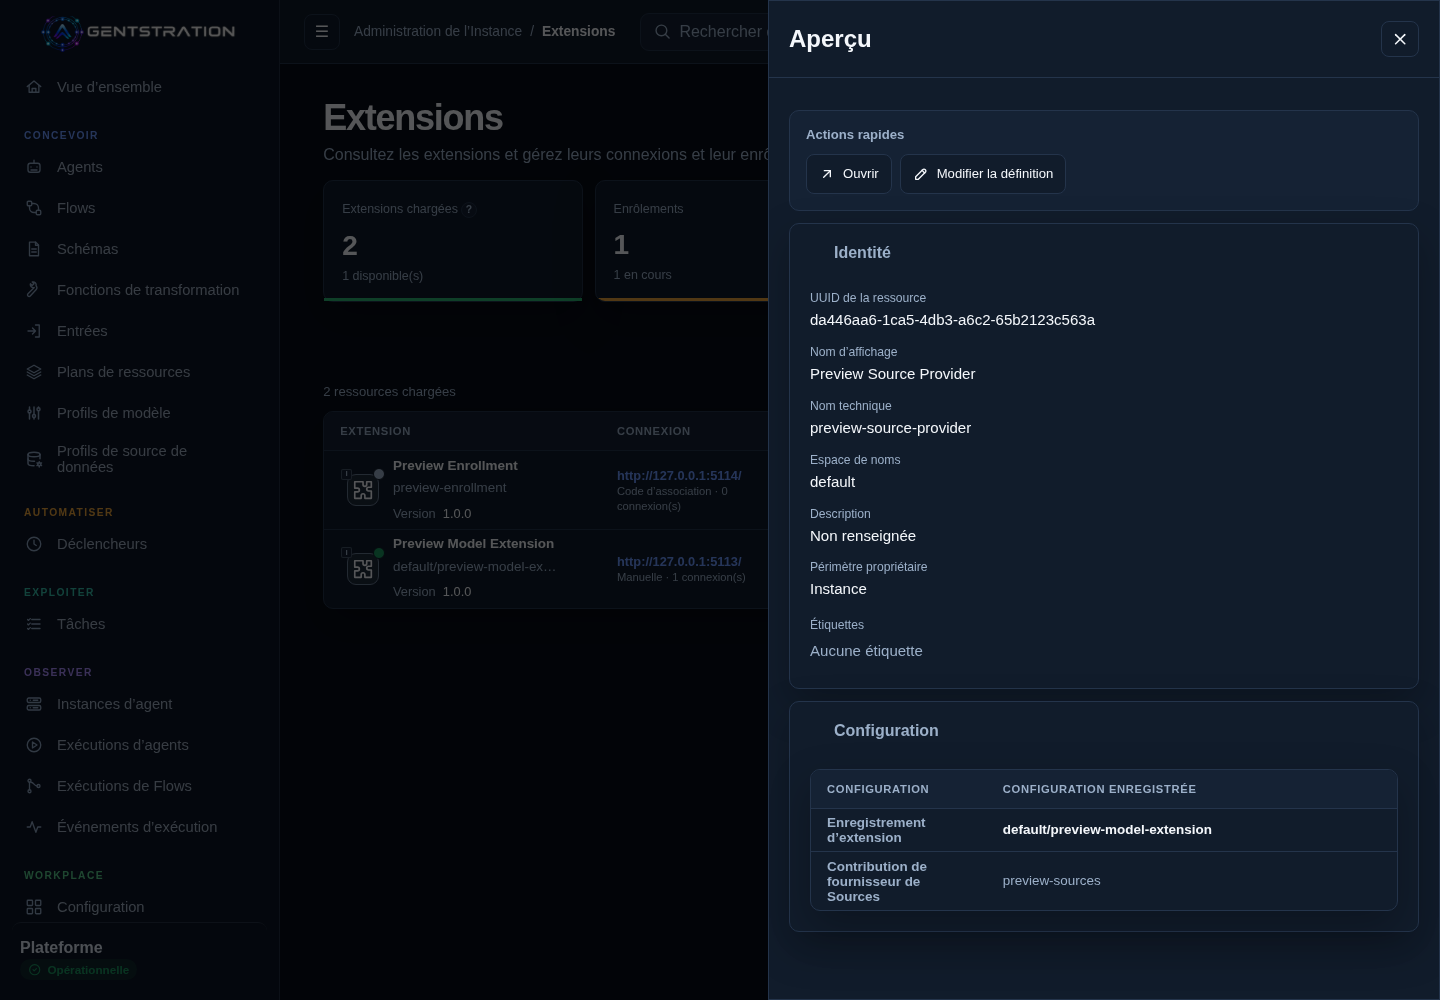 GENTSTRATION
Vue d’ensemble
CONCEVOIR
Agents
Flows
Schémas
Fonctions de transformation
Entrées
Plans de ressources
Profils de modèle
Profils de source de
données
AUTOMATISER
Déclencheurs
EXPLOITER
Tâches
OBSERVER
Instances d’agent
Exécutions d’agents
Exécutions de Flows
Événements d’exécution
WORKPLACE
Configuration
Plateforme
Opérationnelle
Administration de l’Instance / Extensions
Rechercher
Extensions
Consultez les extensions et gérez leurs connexions et leur enrô
Extensions chargées ?
2
1 disponible(s)
Enrôlements
1
1 en cours
2 ressources chargées
EXTENSION CONNEXION
Preview Enrollment
preview-enrollment
Version 1.0.0
http://127.0.0.1:5114/
Code d’association · 0
connexion(s)
Preview Model Extension
default/preview-model-ex…
Version 1.0.0
http://127.0.0.1:5113/
Manuelle · 1 connexion(s)
Aperçu
Actions rapides
Ouvrir
Modifier la définition
Identité
UUID de la ressource
da446aa6-1ca5-4db3-a6c2-65b2123c563a
Nom d’affichage
Preview Source Provider
Nom technique
preview-source-provider
Espace de noms
default
Description
Non renseignée
Périmètre propriétaire
Instance
Étiquettes
Aucune étiquette
Configuration
CONFIGURATION CONFIGURATION ENREGISTRÉE
Enregistrement
d’extension
default/preview-model-extension
Contribution de
fournisseur de
Sources
preview-sources